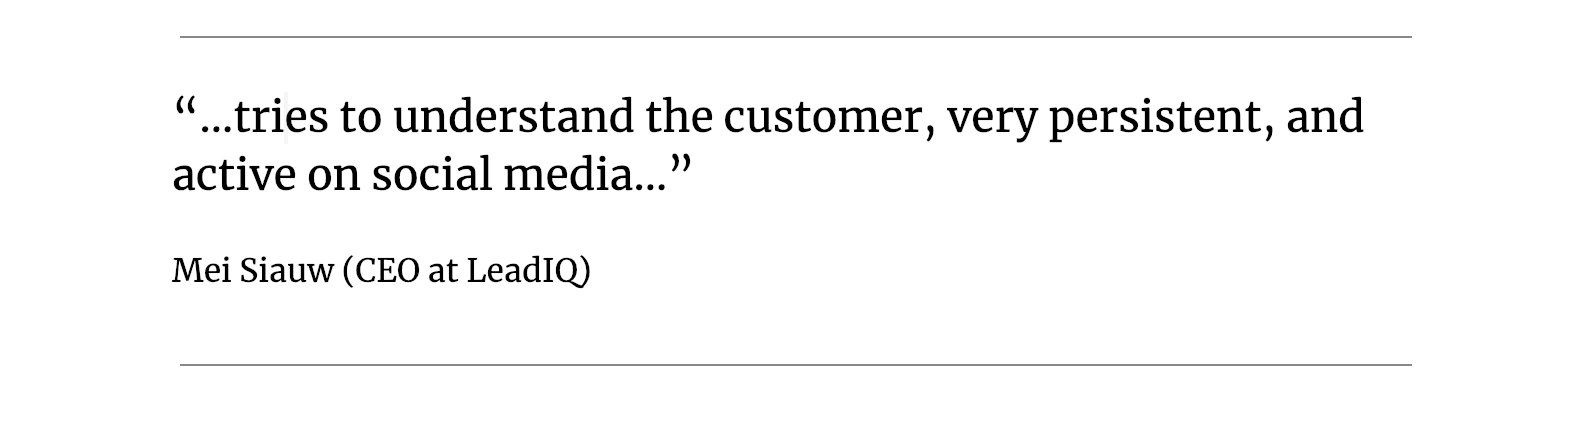 “...tries to understand the customer, very persistent, and
active on social media...”
Mei Siauw (CEO at LeadIQ)